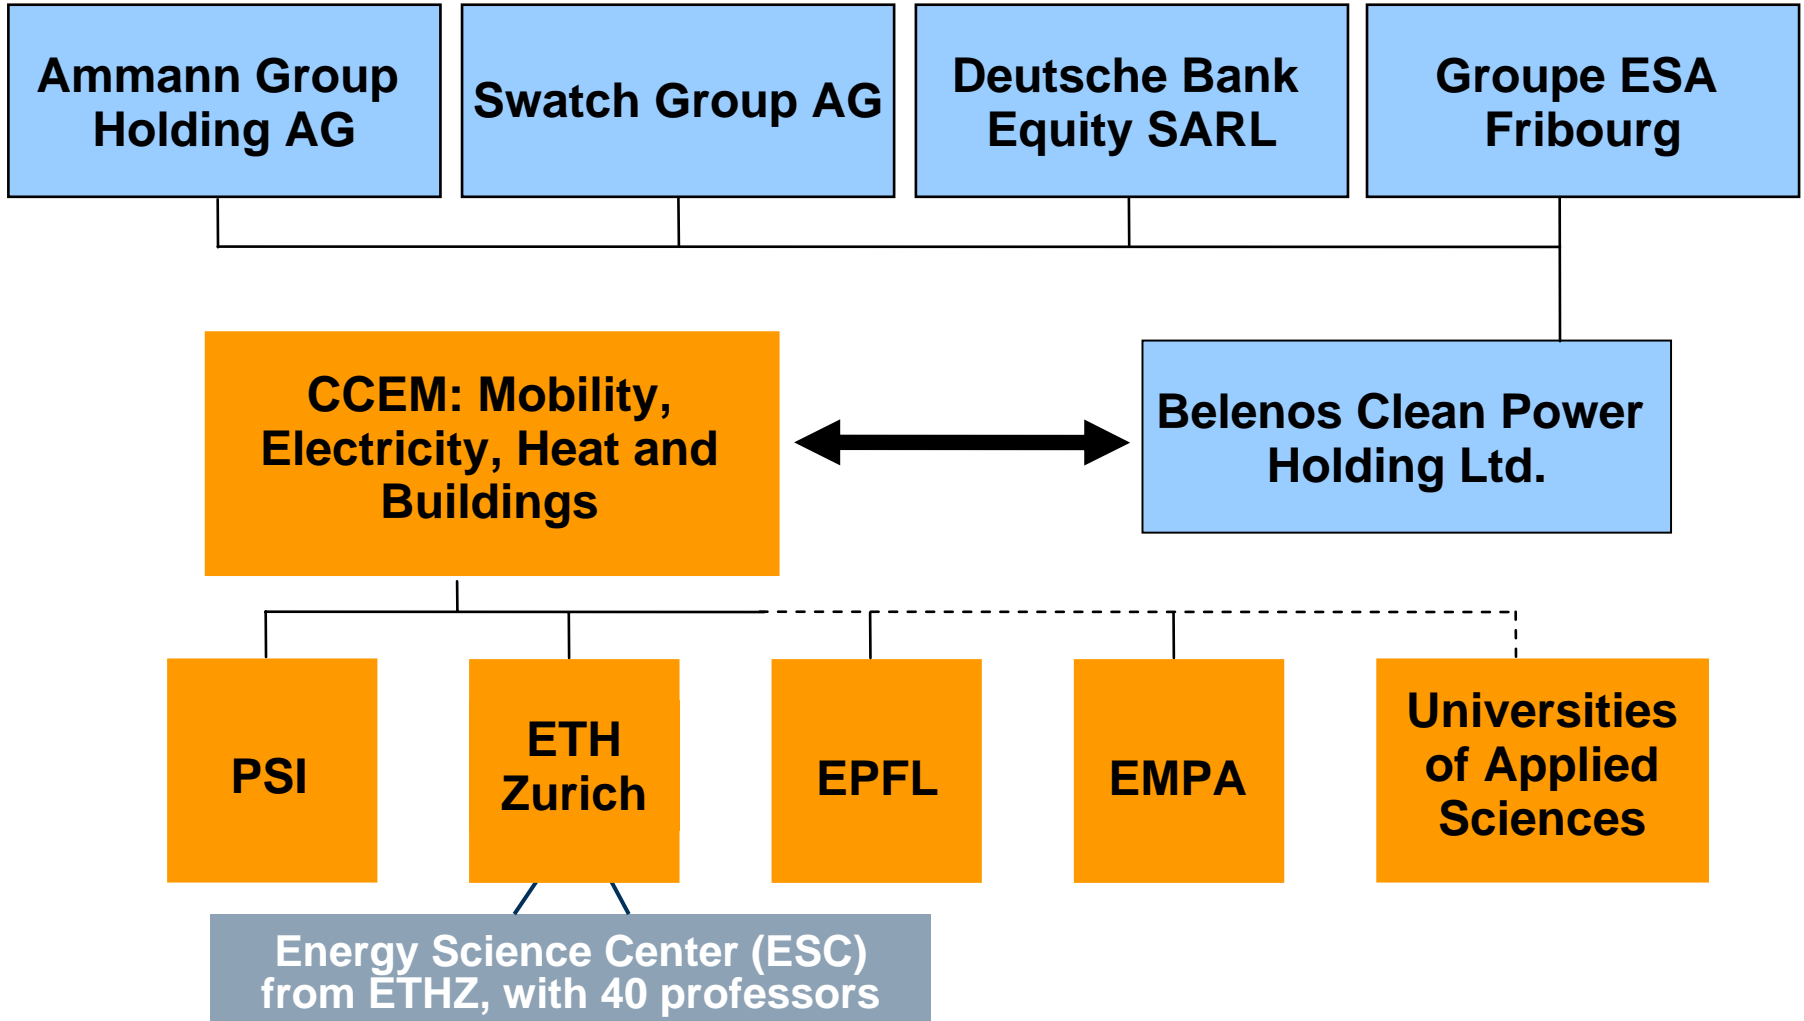 Ammann Group
Holding AG
Swatch Group AG
Deutsche Bank
Equity SARL
Groupe ESA
Fribourg
CCEM: Mobility,
Electricity, Heat and
Buildings
Belenos Clean Power
Holding Ltd.
PSI
ETH
Zurich
EPFL
EMPA
Universities
of Applied
Sciences
Energy Science Center (ESC)
from ETHZ, with 40 professors